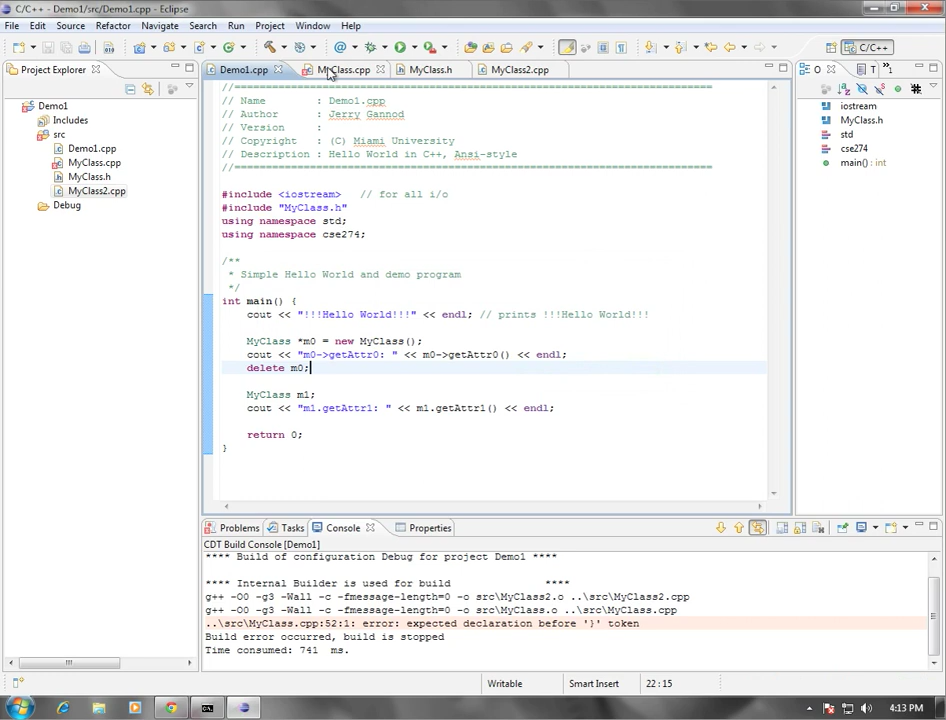 C/C++ - Demo1/src/Demo1.cpp - Eclipse
File Edit Source Refactor Navigate Search Run Project Window Help
C/C++
Project Explorer
Demo1.cpp MyClass.cpp MyClass.h MyClass2.cpp
O T »1
Demo1
Includes
src
Demo1.cpp
MyClass.cpp
MyClass.h
MyClass2.cpp
Debug
//============================================================================
// Name : Demo1.cpp
// Author : Jerry Gannod
// Version :
// Copyright : (C) Miami University
// Description : Hello World in C++, Ansi-style
//============================================================================
#include <iostream> // for all i/o
#include "MyClass.h"
using namespace std;
using namespace cse274;
/**
* Simple Hello World and demo program
*/
int main() {
cout << "!!!Hello World!!!" << endl; // prints !!!Hello World!!!
MyClass *m0 = new MyClass();
cout << "m0->getAttr0: " << m0->getAttr0() << endl;
delete m0;
MyClass m1;
cout << "m1.getAttr1: " << m1.getAttr1() << endl;
return 0;
}
iostream
MyClass.h
std
cse274
main() : int
Problems Tasks Console Properties
CDT Build Console [Demo1]
**** Build of configuration Debug for project Demo1 ****
**** Internal Builder is used for build ****
g++ -O0 -g3 -Wall -c -fmessage-length=0 -o src\MyClass2.o ..\src\MyClass2.cpp
g++ -O0 -g3 -Wall -c -fmessage-length=0 -o src\MyClass.o ..\src\MyClass.cpp
..\src\MyClass.cpp:52:1: error: expected declaration before '}' token
Build error occurred, build is stopped
Time consumed: 741 ms.
Writable Smart Insert 22 : 15
4:13 PM